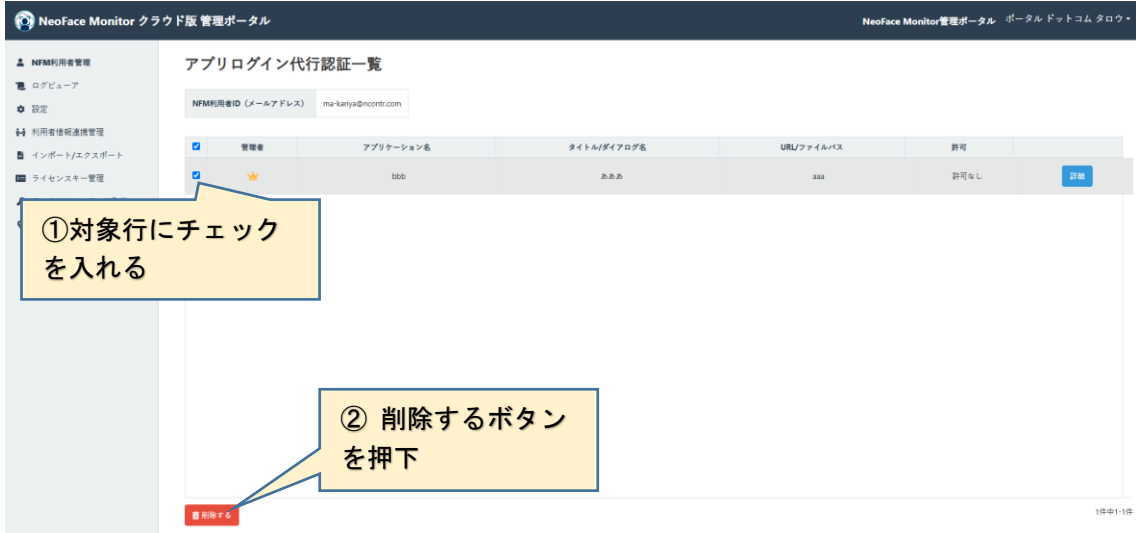 NeoFace Monitor クラウド版 管理ポータル
NeoFace Monitor管理ポータル ポータル ドットコム タロウ
NFM利用者管理
ログビューア
設定
利用者情報連携管理
インポート/エクスポート
ライセンスキー管理
アプリログイン代行認証一覧
NFM利用者ID（メールアドレス） ma-kariya@ncontr.com
管理者 アプリケーション名 タイトル/ダイアログ名 URL/ファイルパス 許可
bbb あああ aaa 許可なし 詳細
①対象行にチェック
を入れる
② 削除するボタン
を押下
削除する
1件中1-1件